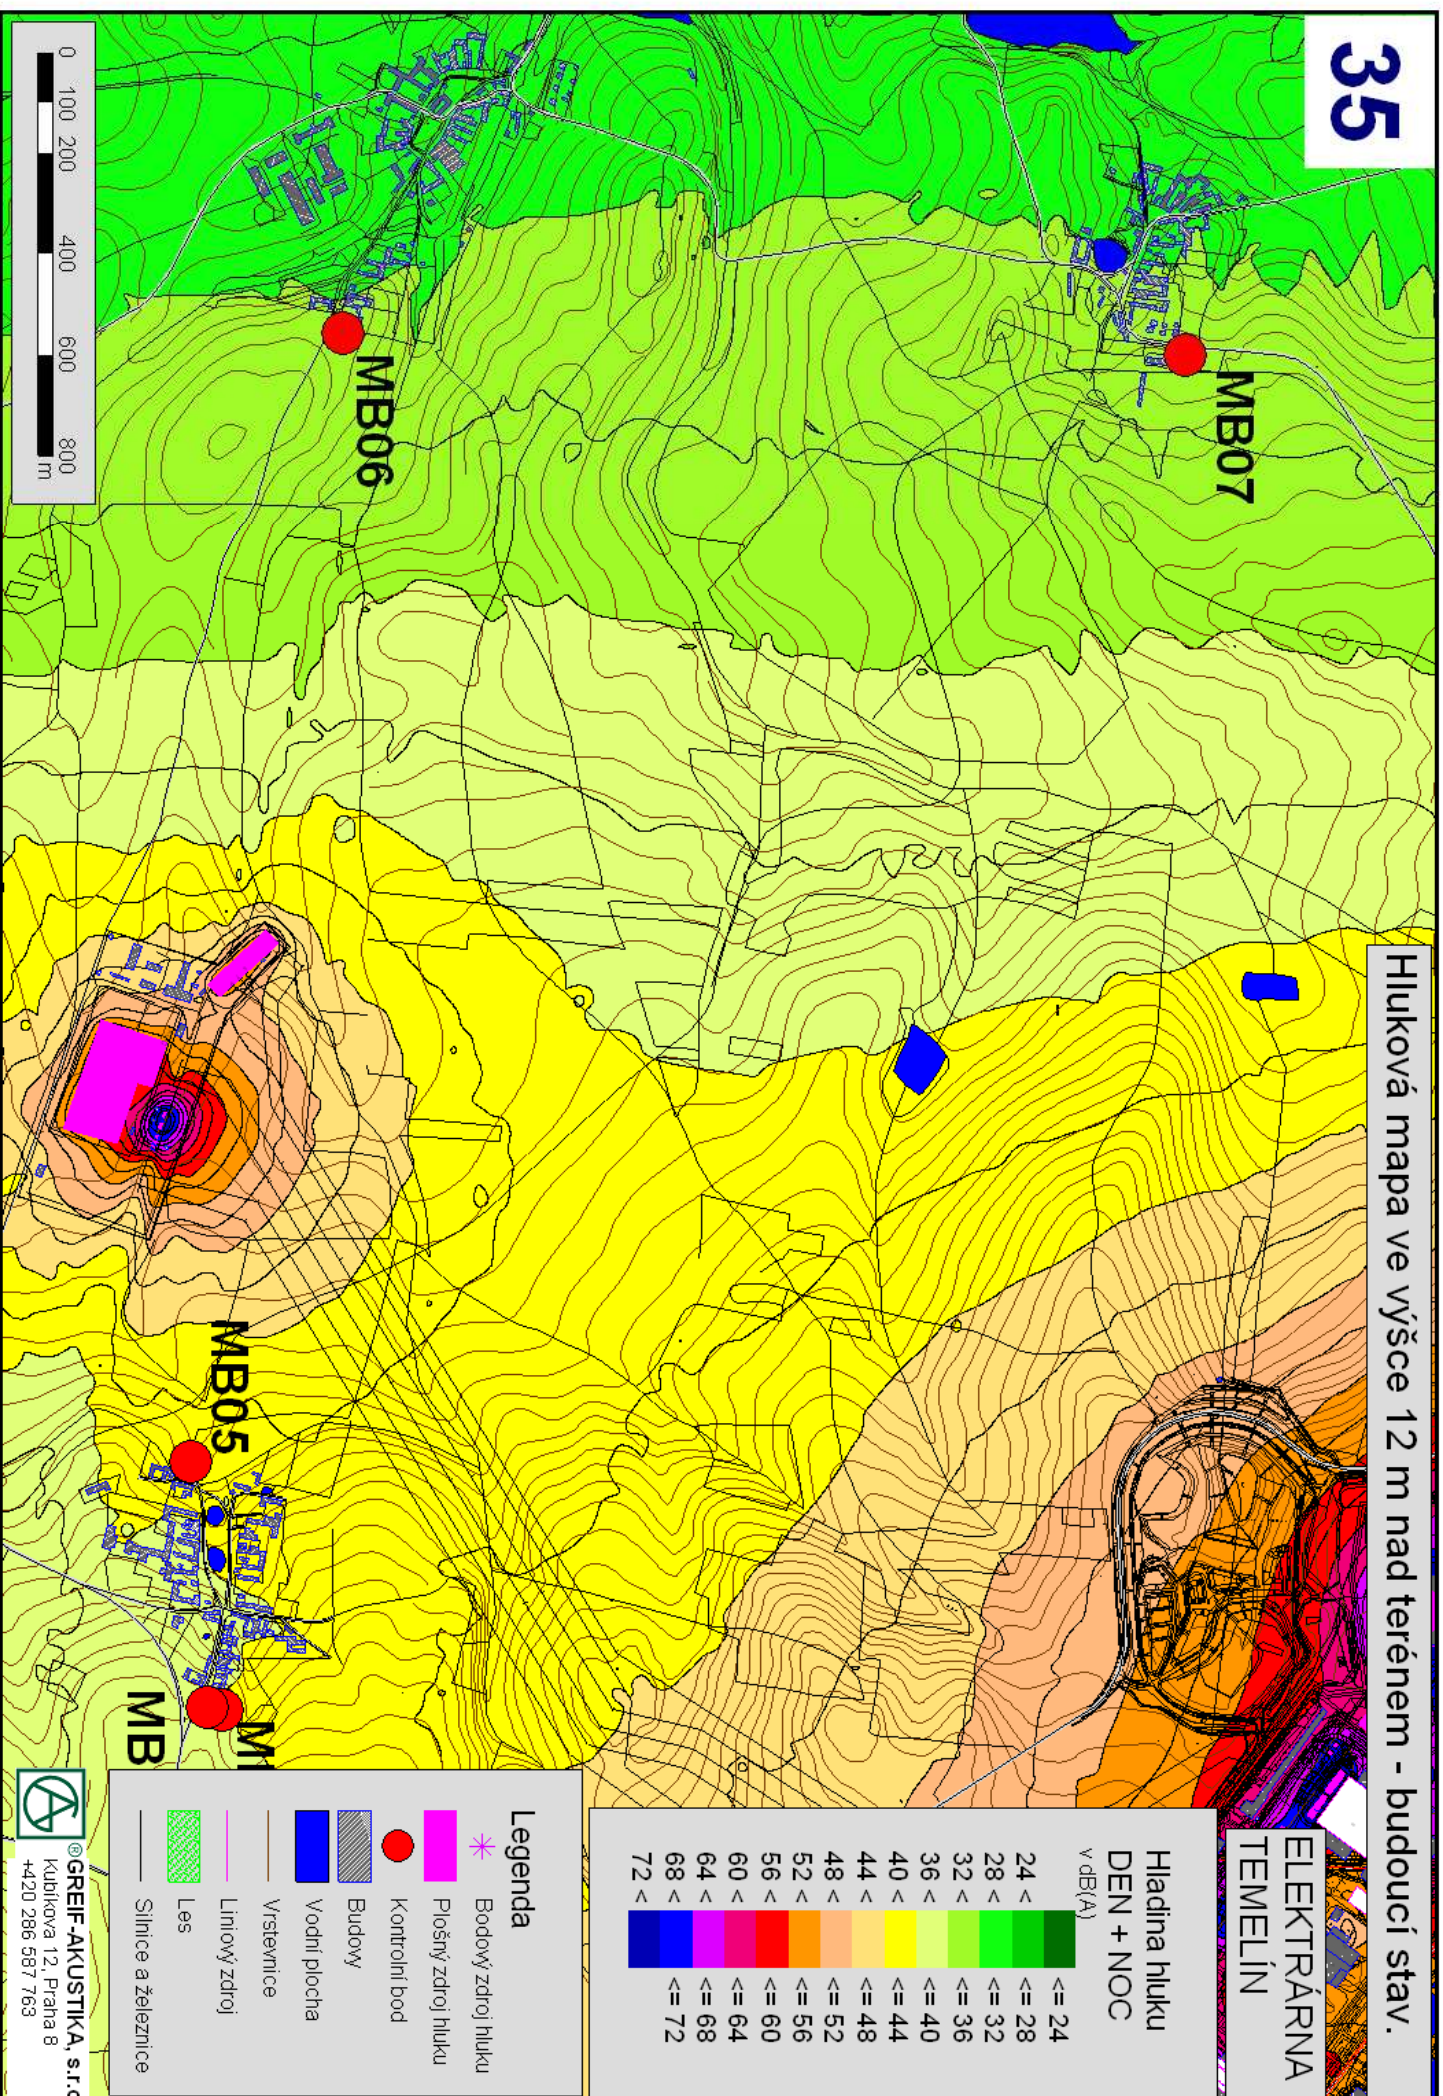 35
Hluková mapa ve výšce 12 m nad terénem - budoucí stav.
ELEKTRÁRNA
TEMELÍN
MB07
MB06
MB05
MB
0 100 200 400 600 800
m
Hladina hluku
DEN + NOC
v dB(A)
<= 24
24 < <= 28
28 < <= 32
32 < <= 36
36 < <= 40
40 < <= 44
44 < <= 48
48 < <= 52
52 < <= 56
56 < <= 60
60 < <= 64
64 < <= 68
68 < <= 72
72 <
Legenda
Bodový zdroj hluku
Plošný zdroj hluku
Kontrolní bod
Budovy
Vodní plocha
Vrstevnice
Liniový zdroj
Les
Silnice a železnice
®GREIF-AKUSTIKA, s.r.o
Kubíkova 12, Praha 8
+420 286 587 763